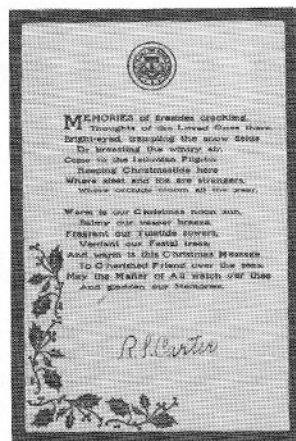 MEMORIES of firesides crackling,
Thoughts of the Loved Ones there,
Bright-eyed, tramping the snow fields
Or breasting the wintry air,
Come to the Pilgrim
Keeping Christmastide here
Where sleet and ice are strangers,
Where orchids bloom all the year.
Warm is our Christmas noon sun,
Balmy our vesper breeze,
Fragrant our Yuletide bowers,
Verdant our Festal trees;
And warm is this Christmas Message
To Cherished Friend over the seas:
May the Maker of All watch o'er thee
And gladden our Memories.
R.S. Carter